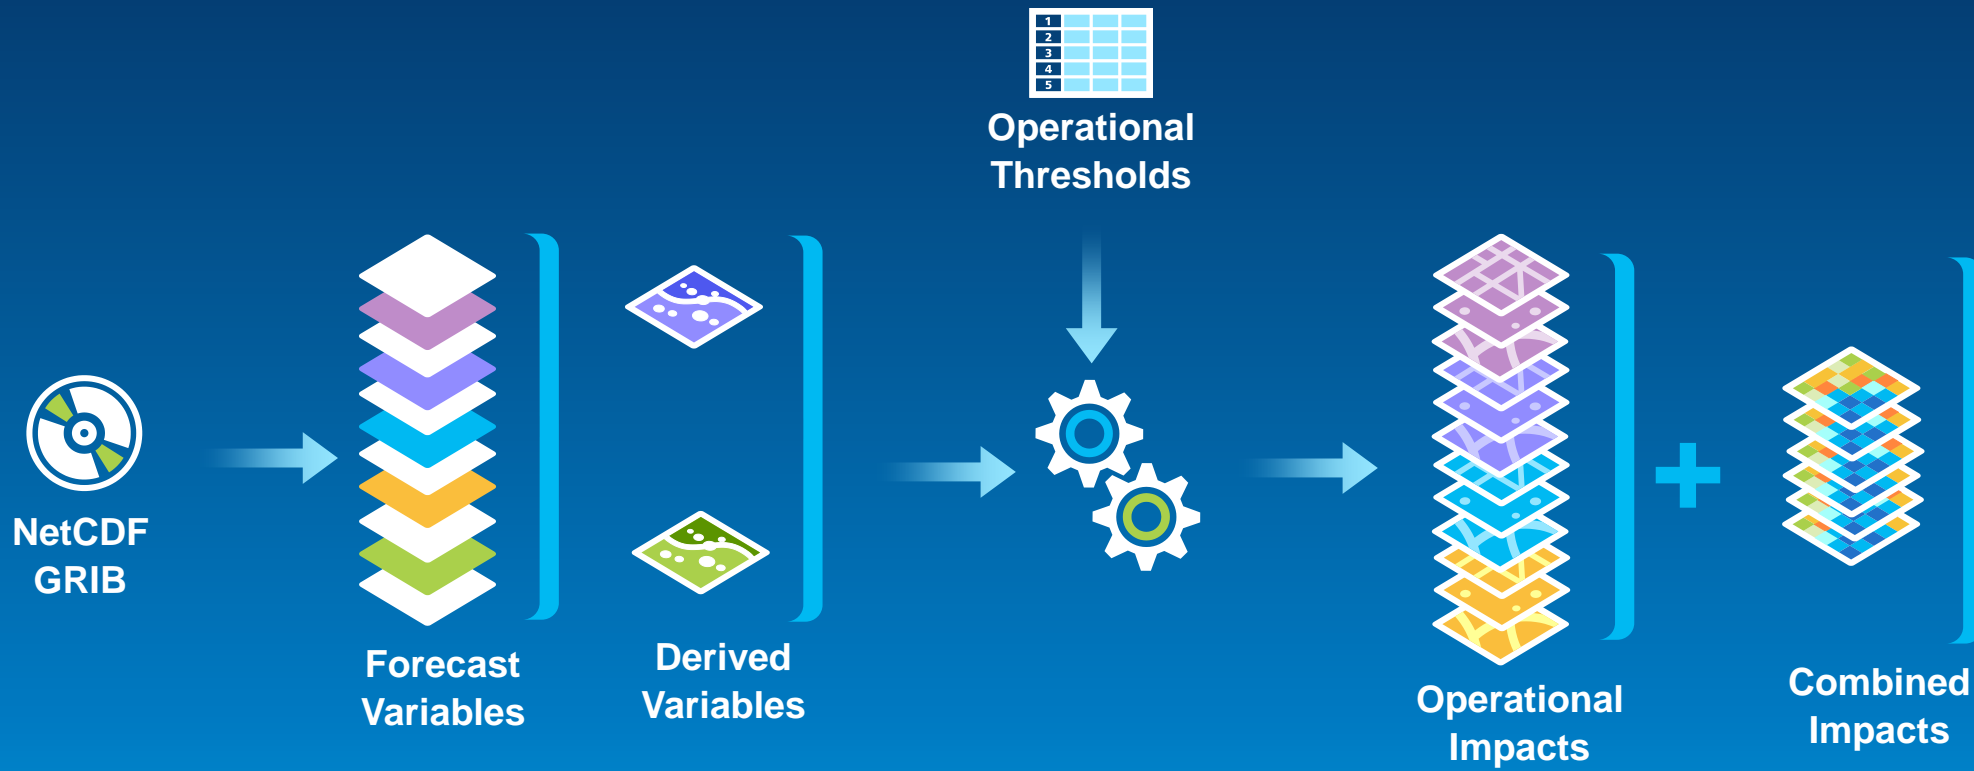 1
2
3
4
5
Operational
Thresholds
NetCDF
GRIB
Forecast
Variables
Derived
Variables
Operational
Impacts
Combined
Impacts